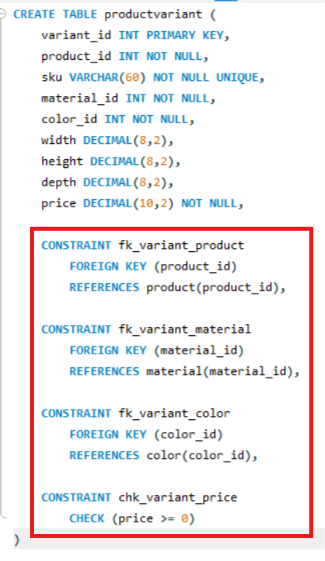 CREATE TABLE productvariant (
variant_id INT PRIMARY KEY,
product_id INT NOT NULL,
sku VARCHAR(60) NOT NULL UNIQUE,
material_id INT NOT NULL,
color_id INT NOT NULL,
width DECIMAL(8,2),
height DECIMAL(8,2),
depth DECIMAL(8,2),
price DECIMAL(10,2) NOT NULL,
CONSTRAINT fk_variant_product
FOREIGN KEY (product_id)
REFERENCES product(product_id),
CONSTRAINT fk_variant_material
FOREIGN KEY (material_id)
REFERENCES material(material_id),
CONSTRAINT fk_variant_color
FOREIGN KEY (color_id)
REFERENCES color(color_id),
CONSTRAINT chk_variant_price
CHECK (price >= 0)
)